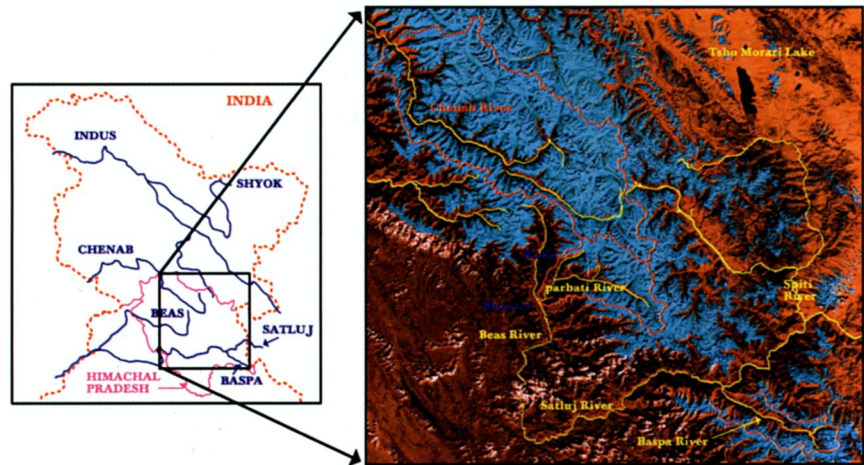 INDIA
INDUS
SHYOK
CHENAB
BEAS
SATLUJ
HIMACHAL
PRADESH
BASPA
Tsho Morari Lake
Chenab River
parbati River
Spiti
River
Beas River
Satluj River
Baspa River